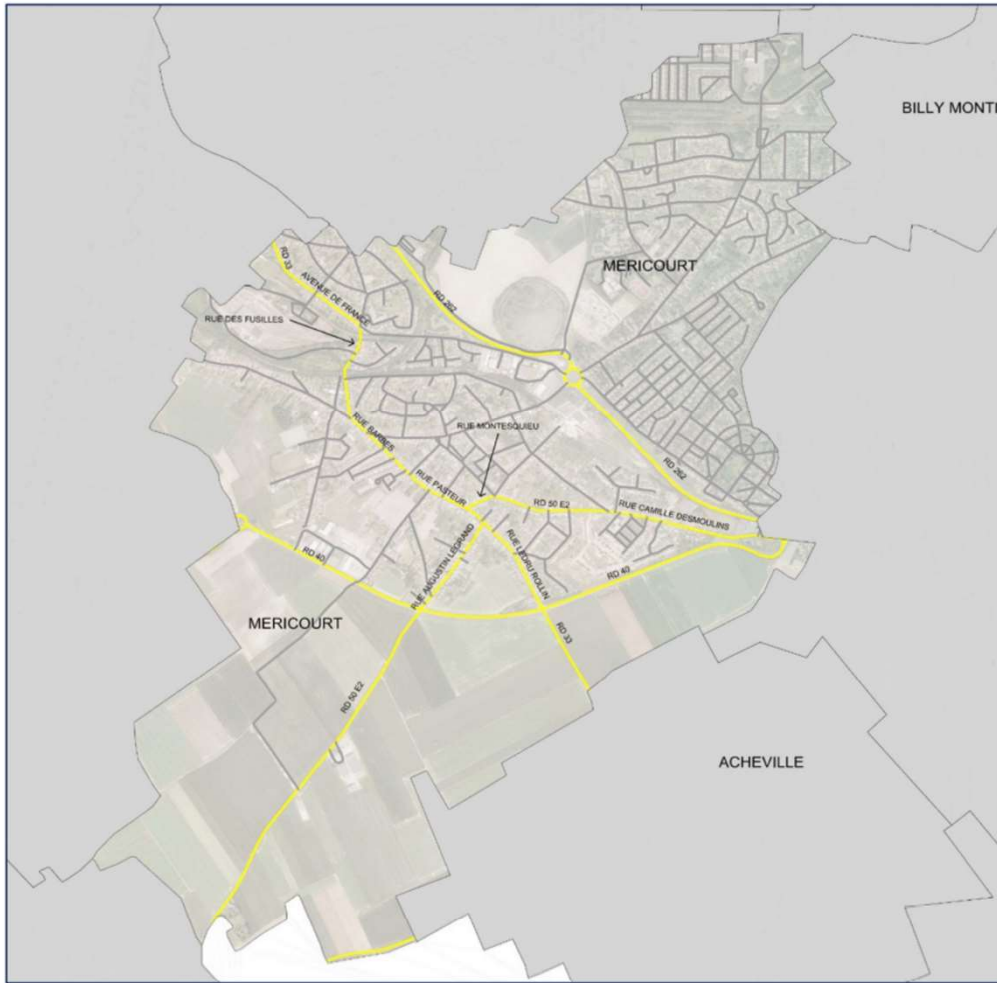 BILLY MONTI
MERICOURT
RD 33
AVENUE DE FRANCE
RD 262
RUE DES FUSILLES
RUE BARBES
RUE MONTESQUIEU
RD 262
RUE PASTEUR
RD 50 E2
RUE CAMILLE DESMOULINS
RUE AUGUSTIN LEGRAND
RUE LEDRU ROLLIN
RD 40
RD 40
MERICOURT
RD 33
RD 50 E2
ACHEVILLE